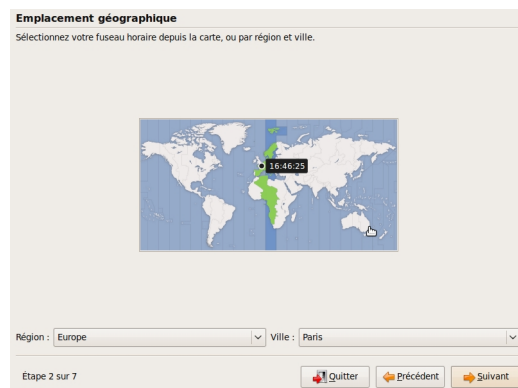 Emplacement géographique
Sélectionnez votre fuseau horaire depuis la carte, ou par région et ville.
16:46:25
Région : Europe Ville : Paris
Étape 2 sur 7 Quitter Précédent Suivant